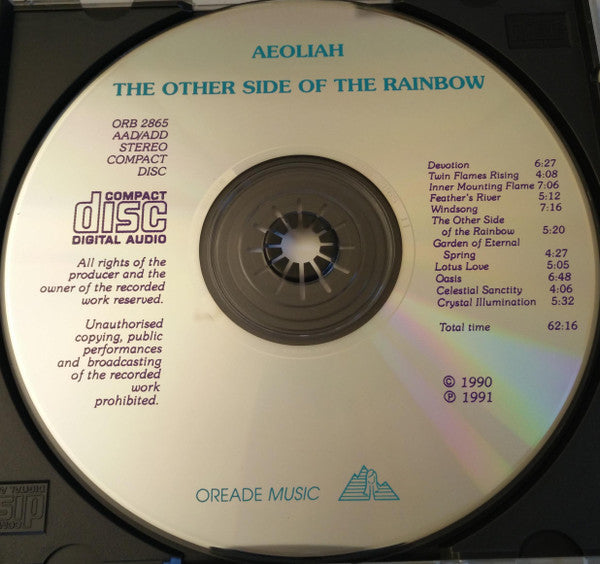 AEOLIAH
THE OTHER SIDE OF THE RAINBOW
ORB 2865
AAD/ADD
STEREO
COMPACT
DISC
COMPACT
disc
DIGITAL AUDIO
All rights of the
producer and the
owner of the recorded
work reserved.
Unauthorised
copying, public
performances
and broadcasting
of the recorded
work
prohibited.
Devotion 6:27
Twin Flames Rising 4:08
Inner Mounting Flame 7:06
Feather's River 5:12
Windsong 7:16
The Other Side
of the Rainbow 5:20
Garden of Eternal
Spring 4:27
Lotus Love 5:05
Oasis 6:48
Celestial Sanctity 4:06
Crystal Illumination 5:32
Total time 62:16
© 1990
℗ 1991
OREADE MUSIC